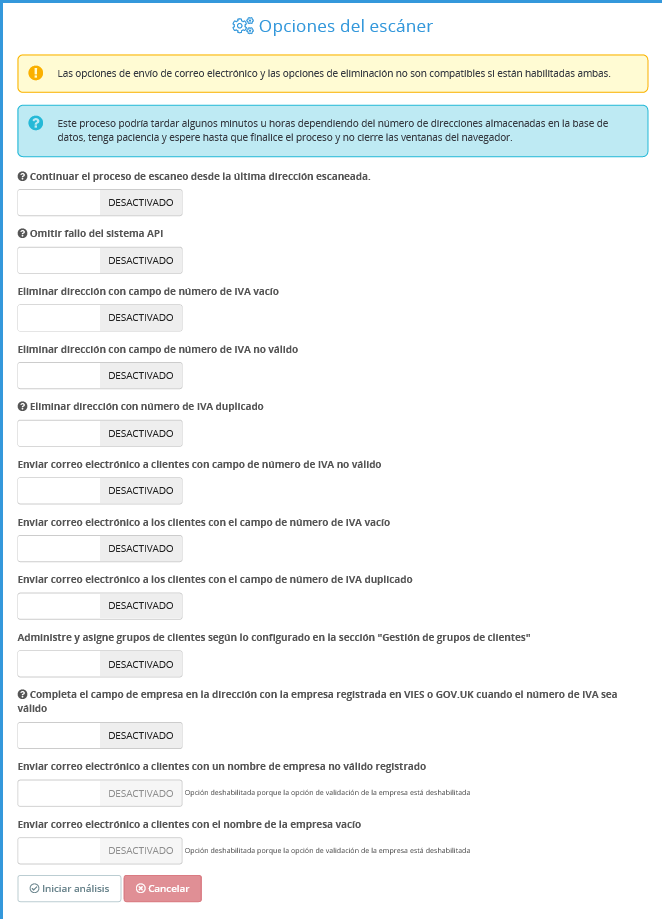 Opciones del escáner
Las opciones de envío de correo electrónico y las opciones de eliminación no son compatibles si están habilitadas ambas.
Este proceso podría tardar algunos minutos u horas dependiendo del número de direcciones almacenadas en la base de
datos, tenga paciencia y espere hasta que finalice el proceso y no cierre las ventanas del navegador.
Continuar el proceso de escaneo desde la última dirección escaneada.
DESACTIVADO
Omitir fallo del sistema API
DESACTIVADO
Eliminar dirección con campo de número de IVA vacío
DESACTIVADO
Eliminar dirección con campo de número de IVA no válido
DESACTIVADO
Eliminar dirección con número de IVA duplicado
DESACTIVADO
Enviar correo electrónico a clientes con campo de número de IVA no válido
DESACTIVADO
Enviar correo electrónico a los clientes con el campo de número de IVA vacío
DESACTIVADO
Enviar correo electrónico a los clientes con el campo de número de IVA duplicado
DESACTIVADO
Administre y asigne grupos de clientes según lo configurado en la sección "Gestión de grupos de clientes"
DESACTIVADO
Completa el campo de empresa en la dirección con la empresa registrada en VIES o GOV.UK cuando el número de IVA sea
válido
DESACTIVADO
Enviar correo electrónico a clientes con un nombre de empresa no válido registrado
DESACTIVADO Opción deshabilitada porque la opción de validación de la empresa está deshabilitada
Enviar correo electrónico a clientes con el nombre de la empresa vacío
DESACTIVADO Opción deshabilitada porque la opción de validación de la empresa está deshabilitada
Iniciar análisis Cancelar